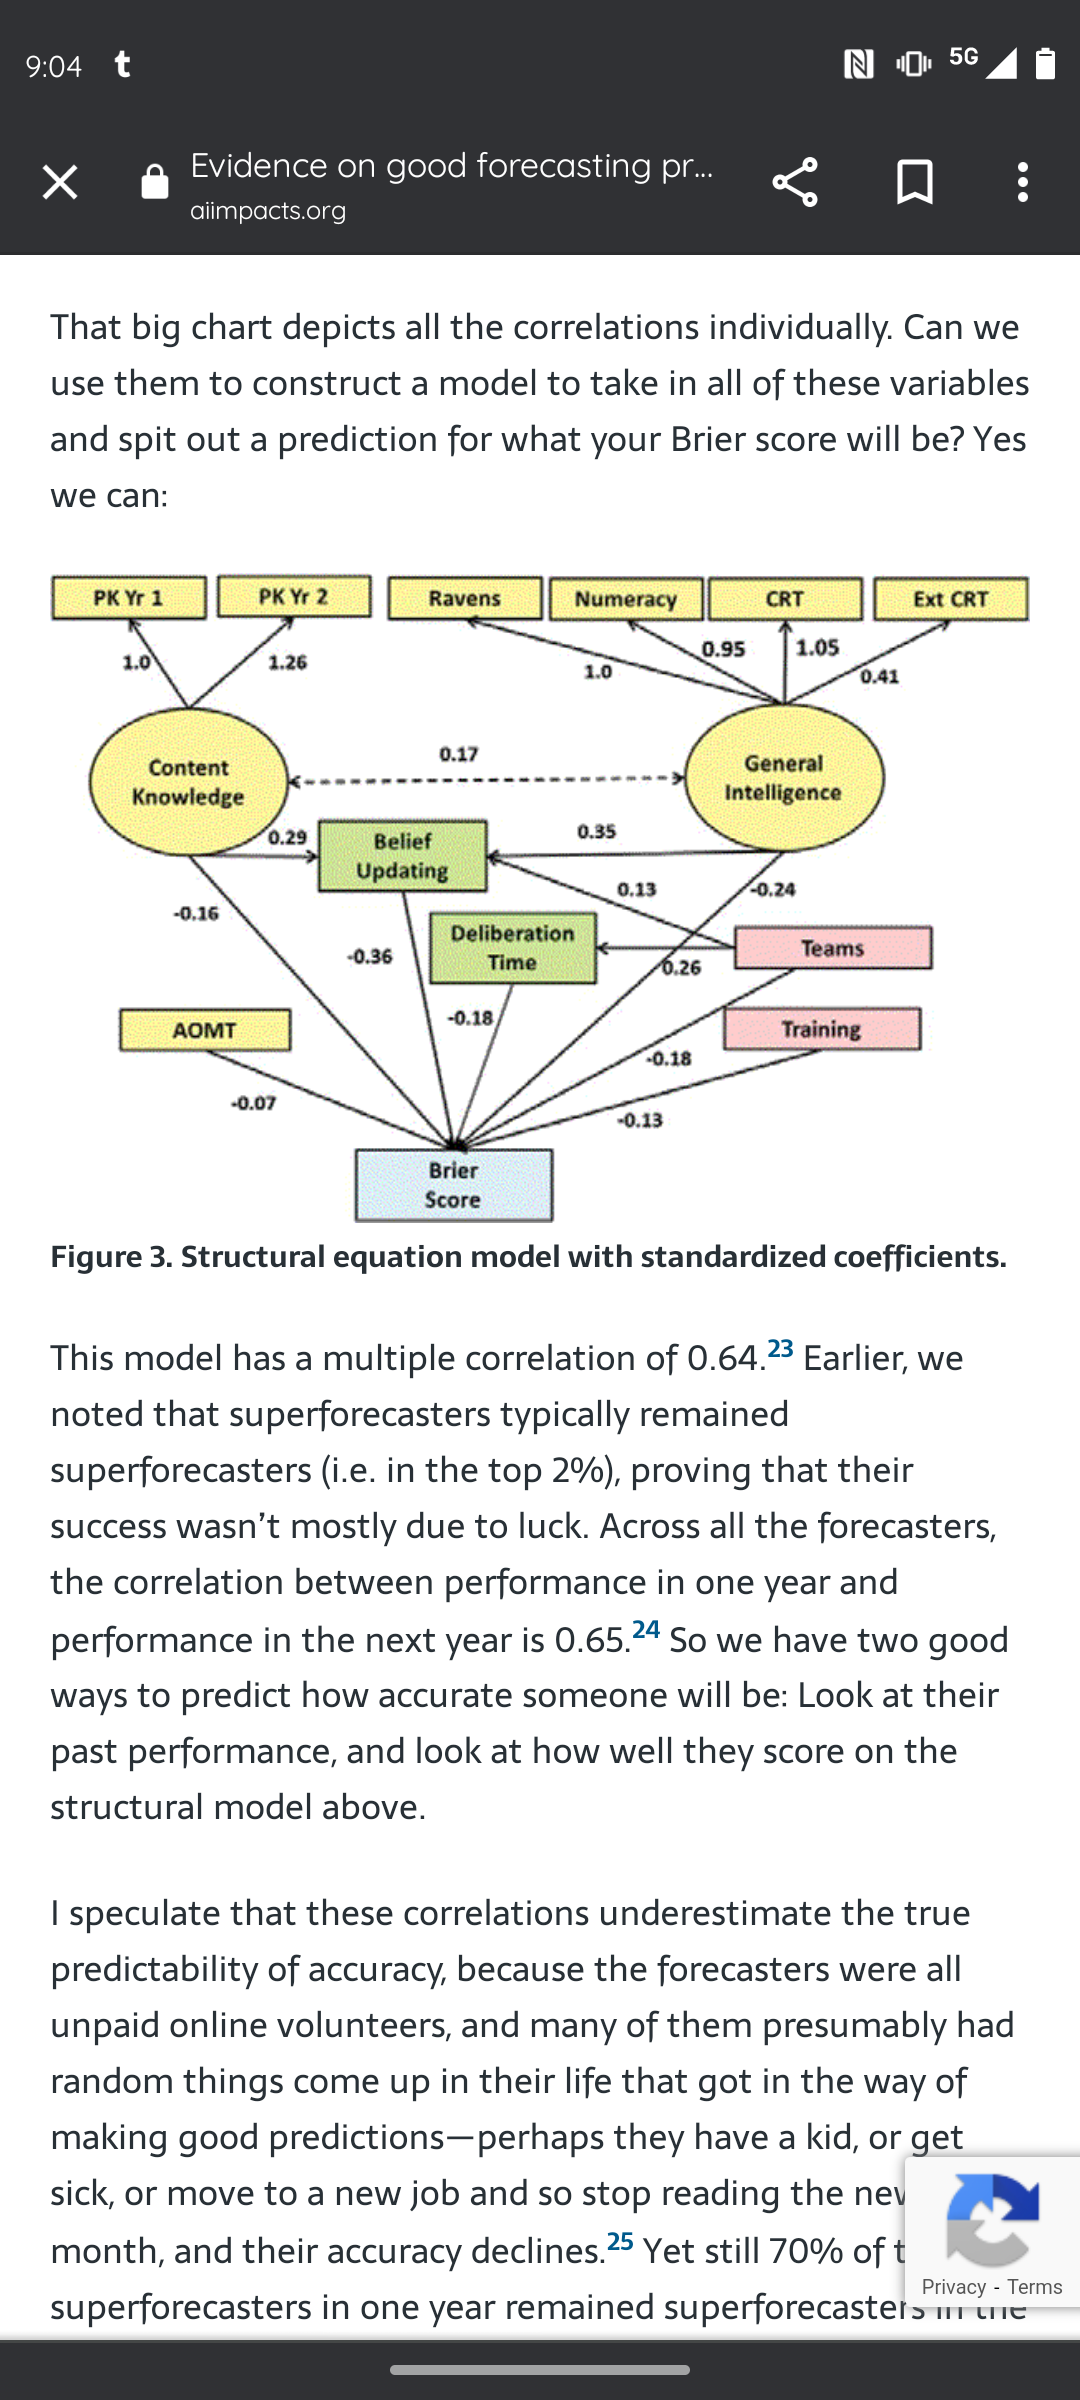 9:04 t 5G
Evidence on good forecasting pr...
aiimpacts.org
That big chart depicts all the correlations individually. Can we
use them to construct a model to take in all of these variables
and spit out a prediction for what your Brier score will be? Yes
we can:
PK Yr 1 PK Yr 2 Ravens Numeracy CRT Ext CRT
1.0 1.26 1.0 0.95 1.05 0.41
Content
Knowledge
0.17
General
Intelligence
0.29
Belief
Updating
0.35
0.13
-0.24
-0.16
-0.36
Deliberation
Time
0.26
Teams
AOMT
-0.18
Training
-0.18
-0.07
-0.13
Brier
Score
Figure 3. Structural equation model with standardized coefficients.
This model has a multiple correlation of 0.64.23 Earlier, we
noted that superforecasters typically remained
superforecasters (i.e. in the top 2%), proving that their
success wasn’t mostly due to luck. Across all the forecasters,
the correlation between performance in one year and
performance in the next year is 0.65.24 So we have two good
ways to predict how accurate someone will be: Look at their
past performance, and look at how well they score on the
structural model above.
I speculate that these correlations underestimate the true
predictability of accuracy, because the forecasters were all
unpaid online volunteers, and many of them presumably had
random things come up in their life that got in the way of
making good predictions—perhaps they have a kid, or get
sick, or move to a new job and so stop reading the
month, and their accuracy declines.25 Yet still 70% of
superforecasters in one year remained superforecasters in the
Privacy - Terms